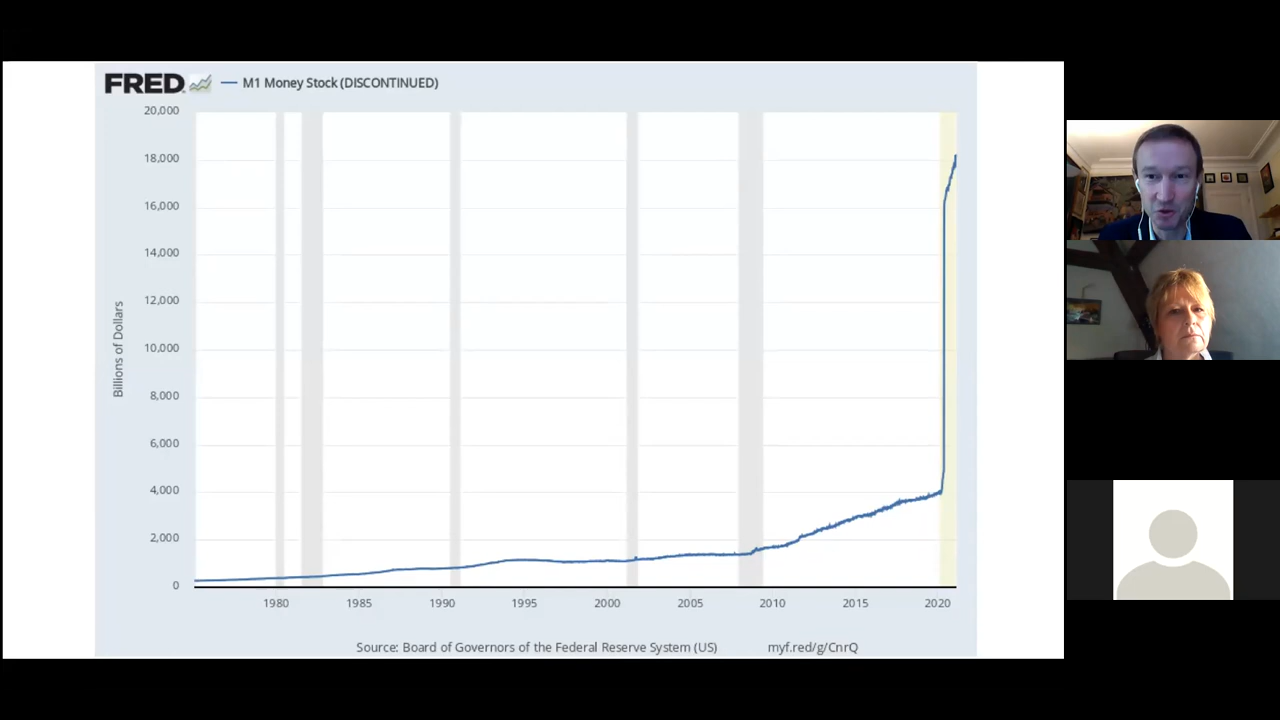 FRED
M1 Money Stock (DISCONTINUED)
20,000
18,000
16,000
14,000
12,000
10,000
8,000
6,000
4,000
2,000
0
Billions of Dollars
1980 1985 1990 1995 2000 2005 2010 2015 2020
Source: Board of Governors of the Federal Reserve System (US) myf.red/g/CnrQ